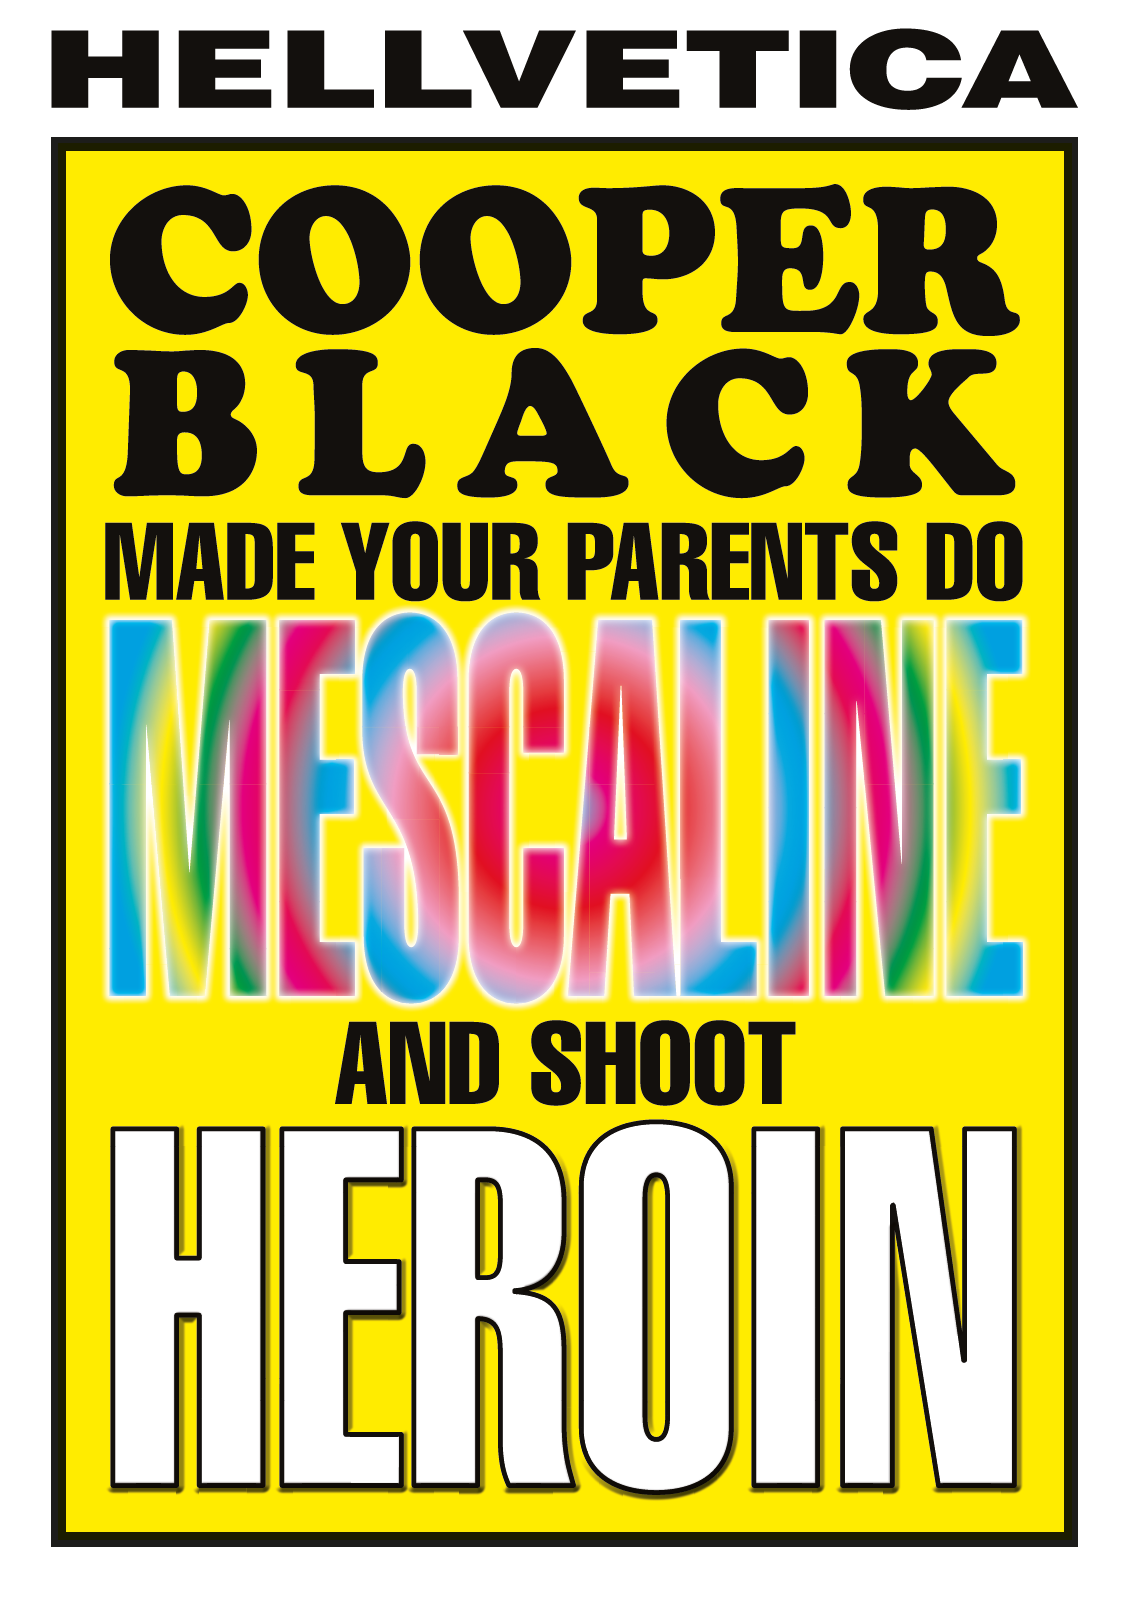 HELLVETICA
COOPER
BLACK
MADE YOUR PARENTS DO
MESCALINE
AND SHOOT
HEROIN